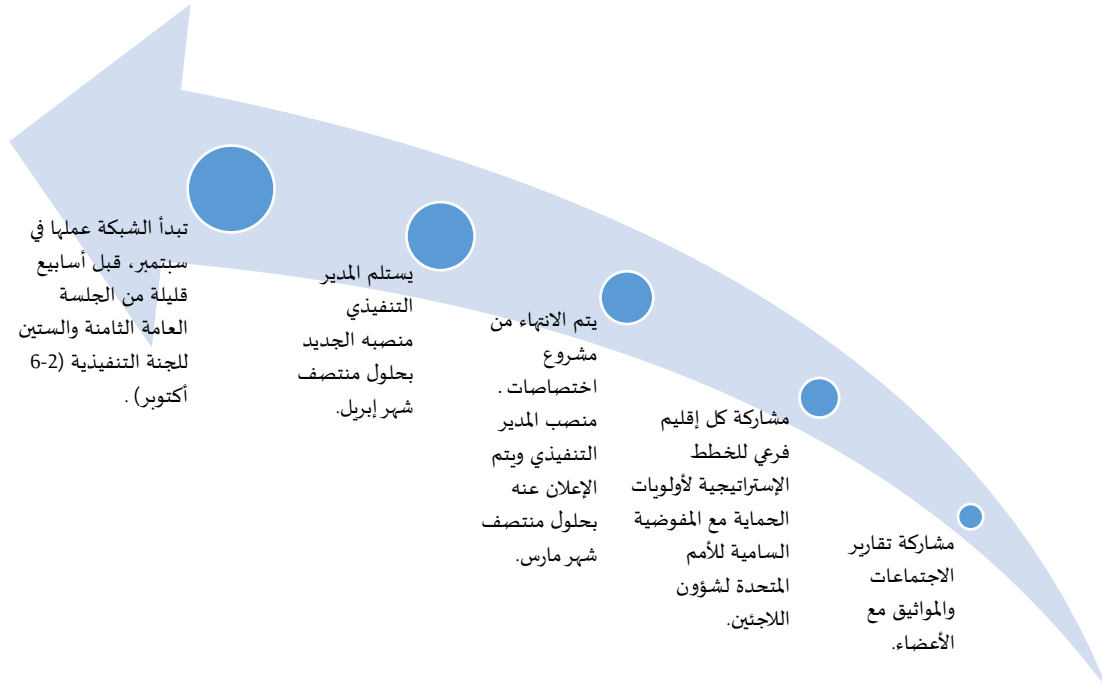 مشاركة تقارير
الاجتماعات
والمواثيق مع
الأعضاء.
مشاركة كل إقليم
فرعي للخطط
الإستراتيجية لأولويات
الحماية مع المفوضية
السامية للأمم
المتحدة لشؤون
اللاجئين.
يتم الانتهاء من
مشروع
اختصاصات .
منصب المدير
التنفيذي ويتم
الإعلان عنه
بحلول منتصف
شهر مارس.
يستلم المدير
التنفيذي
منصبه الجديد
بحلول منتصف
شهر إبريل.
تبدأ الشبكة عملها في
سبتمبر، قبل أسابيع
قليلة من الجلسة
العامة الثامنة والستين
للجنة التنفيذية (2-6
أكتوبر) .